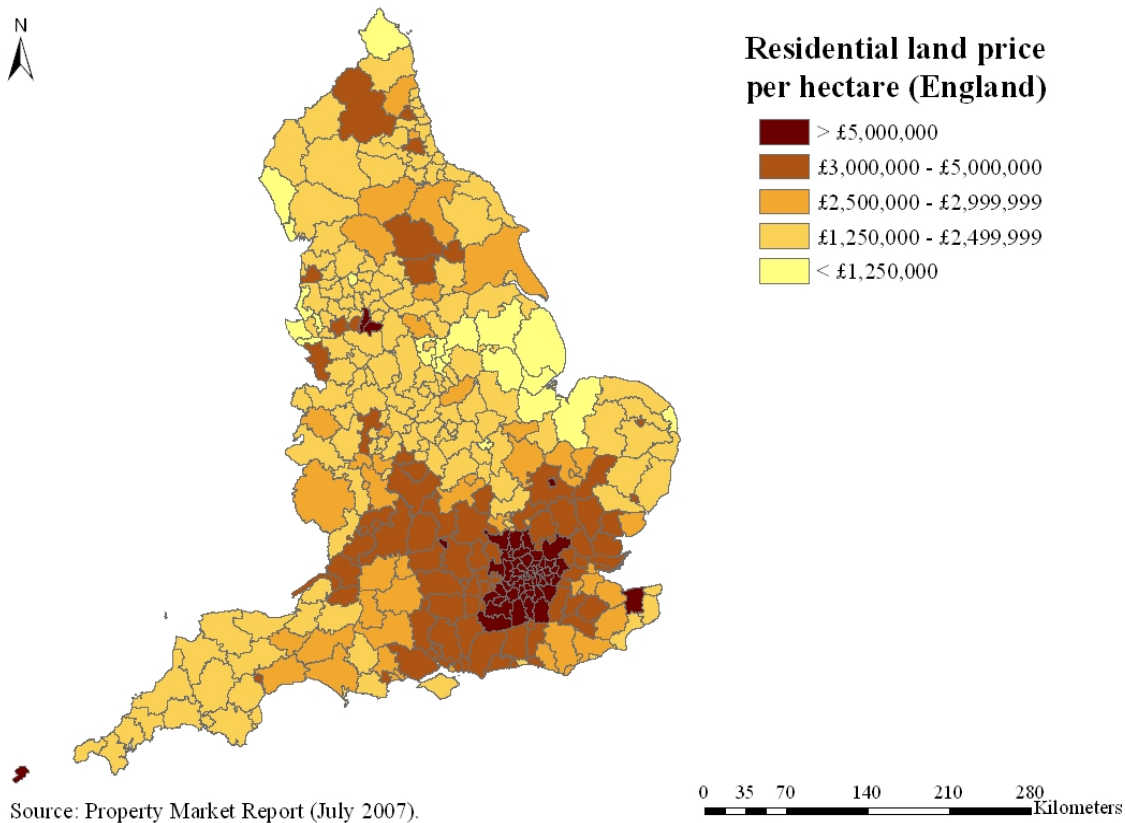 N
Residential land price
per hectare (England)
> £5,000,000
£3,000,000 - £5,000,000
£2,500,000 - £2,999,999
£1,250,000 - £2,499,999
< £1,250,000
0 35 70 140 210 280
Kilometers
Source: Property Market Report (July 2007).